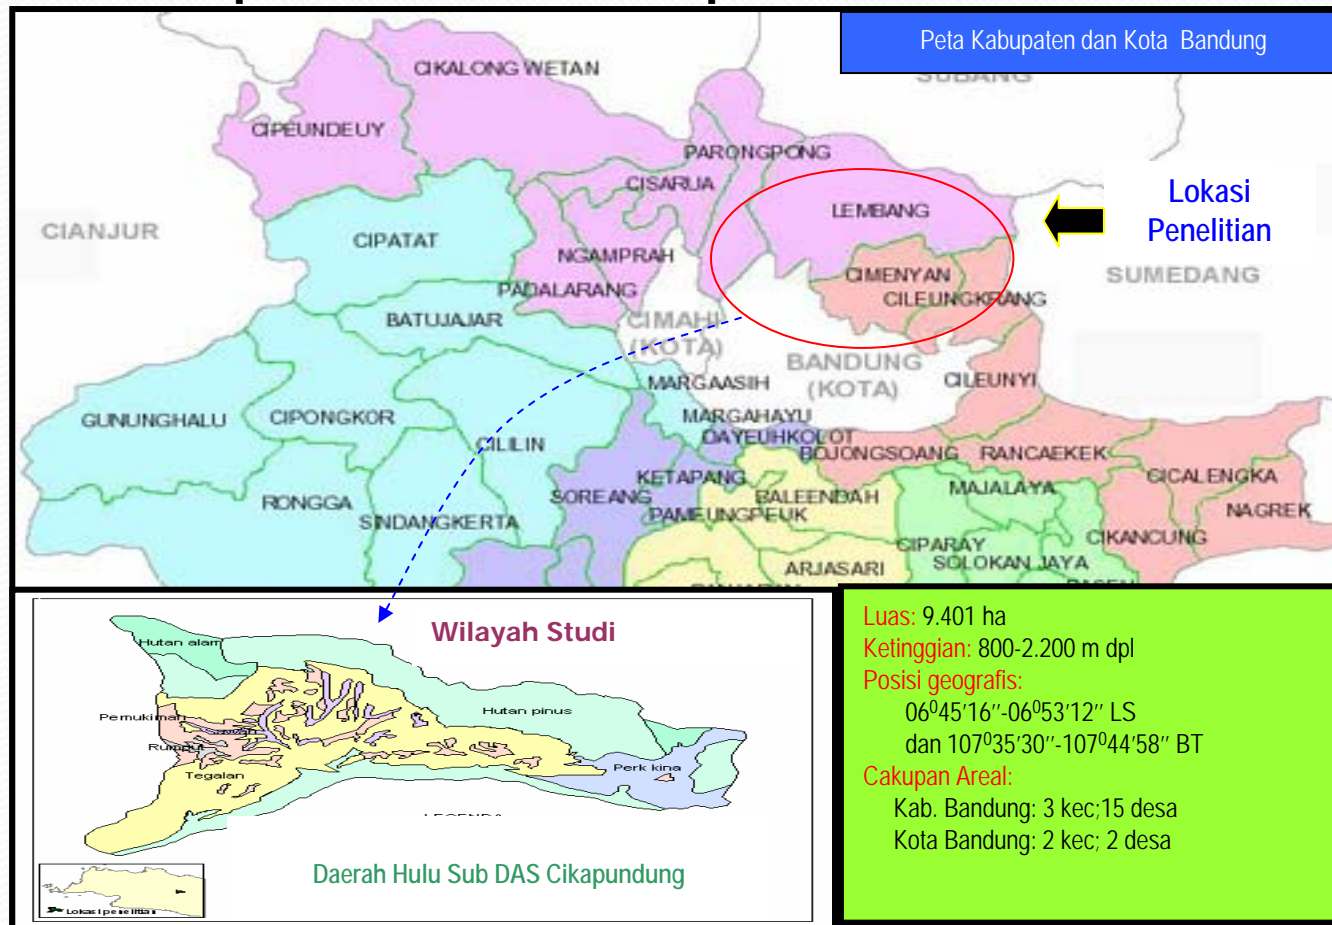 Peta Kabupaten dan Kota Bandung
SUBANG
CIKALONG WETAN
CIPEUNDEUY
PARONGPONG
CISARUA
LEMBANG
Lokasi
Penelitian
CIANJUR
CIPATAT
NGAMPRAH
CIMENYAN
SUMEDANG
PADALARANG
CILEUNGKRANG
BATUJAJAR
CIMAHI
(KOTA)
BANDUNG
(KOTA)
MARGAASIH
CILEUNYI
GUNUNGHALU
CIPONGKOR
MARGAHAYU
CILILIN
DAYEUHKOLOT
BOJONGSOANG
RANCAEKEK
KETAPANG
CICALENGKA
RONGGA
SOREANG
BALEENDAH
MAJALAYA
NAGREK
SINDANGKERTA
PAMEUNGPEUK
CIKANCUNG
CIPARAY
SOLOKAN JAYA
ARJASARI
Wilayah Studi
Hutan alam
Hutan pinus
Pemukiman
Rumput
Tegalan
Perk kina
Daerah Hulu Sub DAS Cikapundung
Lokasi penelitian
Luas: 9.401 ha
Ketinggian: 800-2.200 m dpl
Posisi geografis:
06⁰45'16''-06⁰53'12'' LS
dan 107⁰35'30''-107⁰44'58'' BT
Cakupan Areal:
Kab. Bandung: 3 kec;15 desa
Kota Bandung: 2 kec; 2 desa